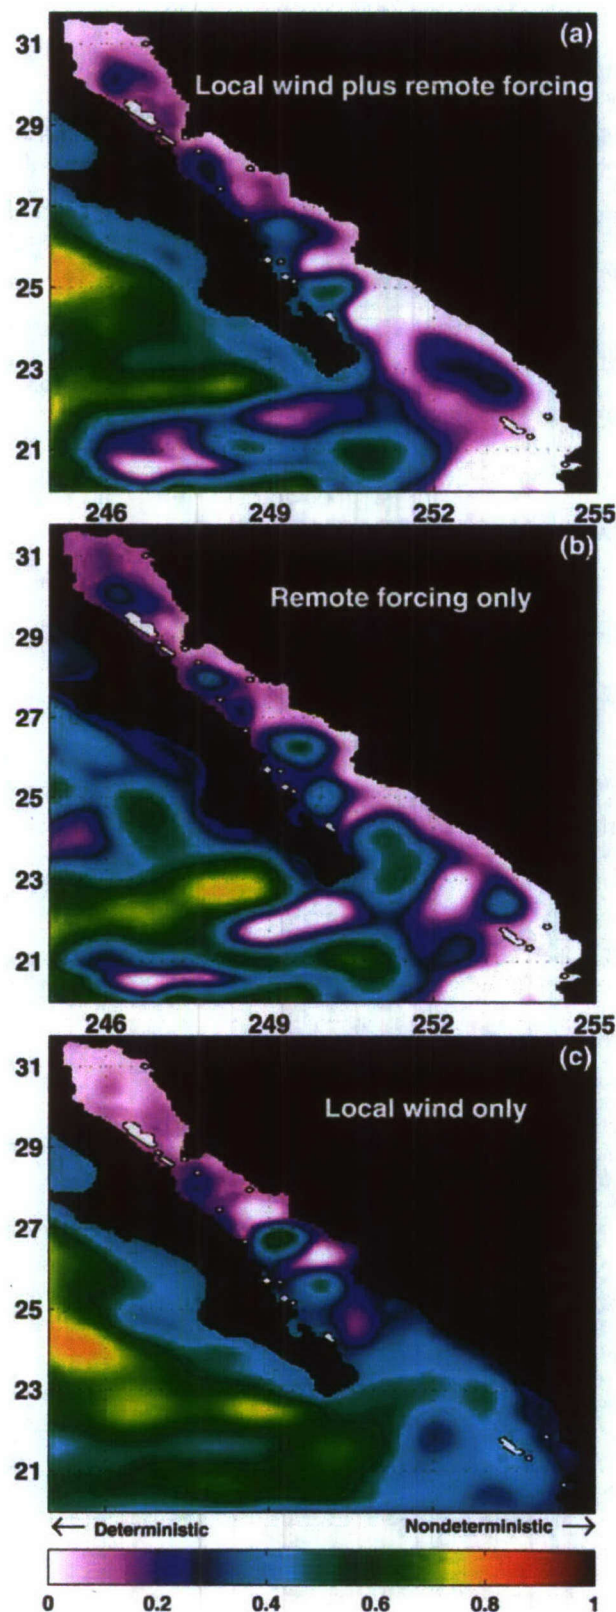 (a)
Local wind plus remote forcing
31
29
27
25
23
21
246 249 252 255
(b)
Remote forcing only
31
29
27
25
23
21
246 249 252 255
(c)
Local wind only
31
29
27
25
23
21
← Deterministic Nondeterministic →
0 0.2 0.4 0.6 0.8 1